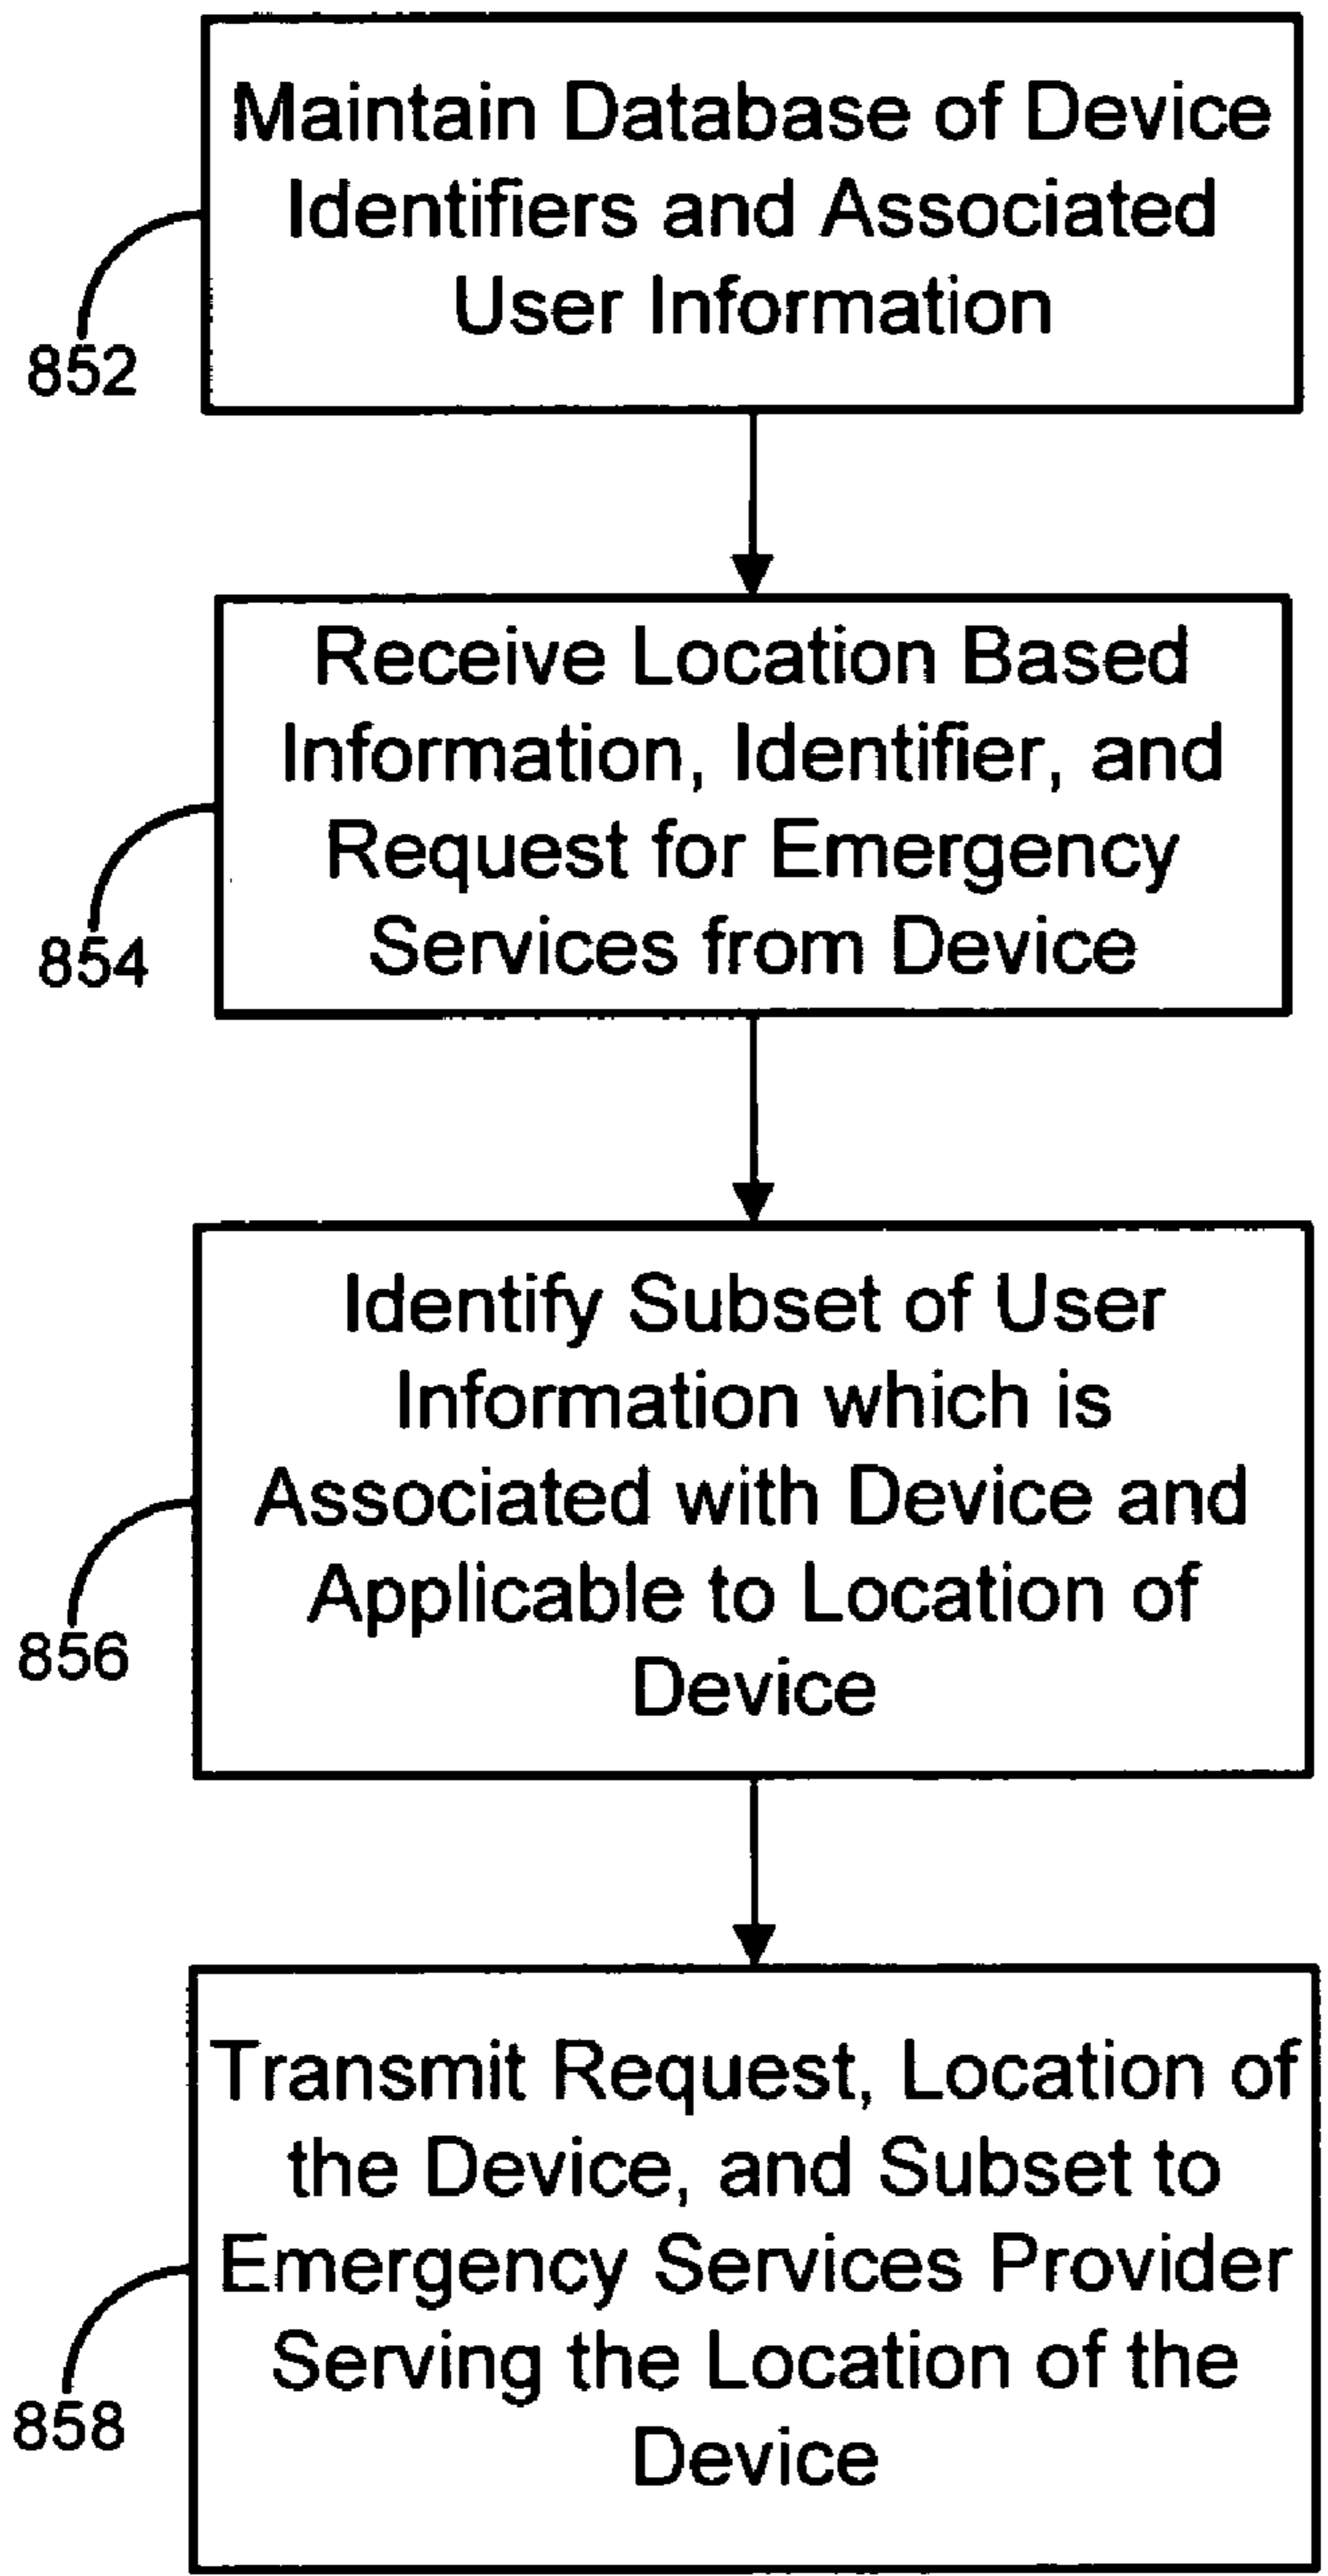 Maintain Database of Device
Identifiers and Associated
User Information
852
Receive Location Based
Information, Identifier, and
Request for Emergency
Services from Device
854
Identify Subset of User
Information which is
Associated with Device and
Applicable to Location of
Device
856
Transmit Request, Location of
the Device, and Subset to
Emergency Services Provider
Serving the Location of the
Device
858